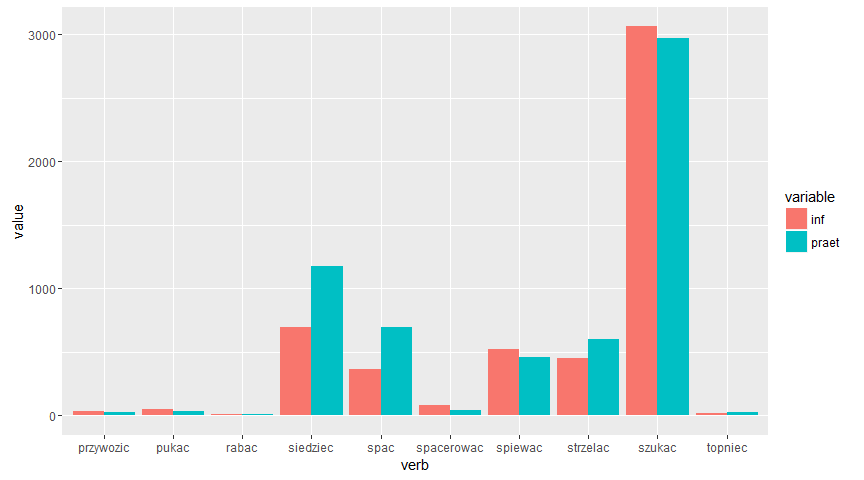 3000
2000
1000
0
value
przywozic pukac rabac siedziec spac spacerowac spiewac strzelac szukac topniec
verb
variable
inf
praet